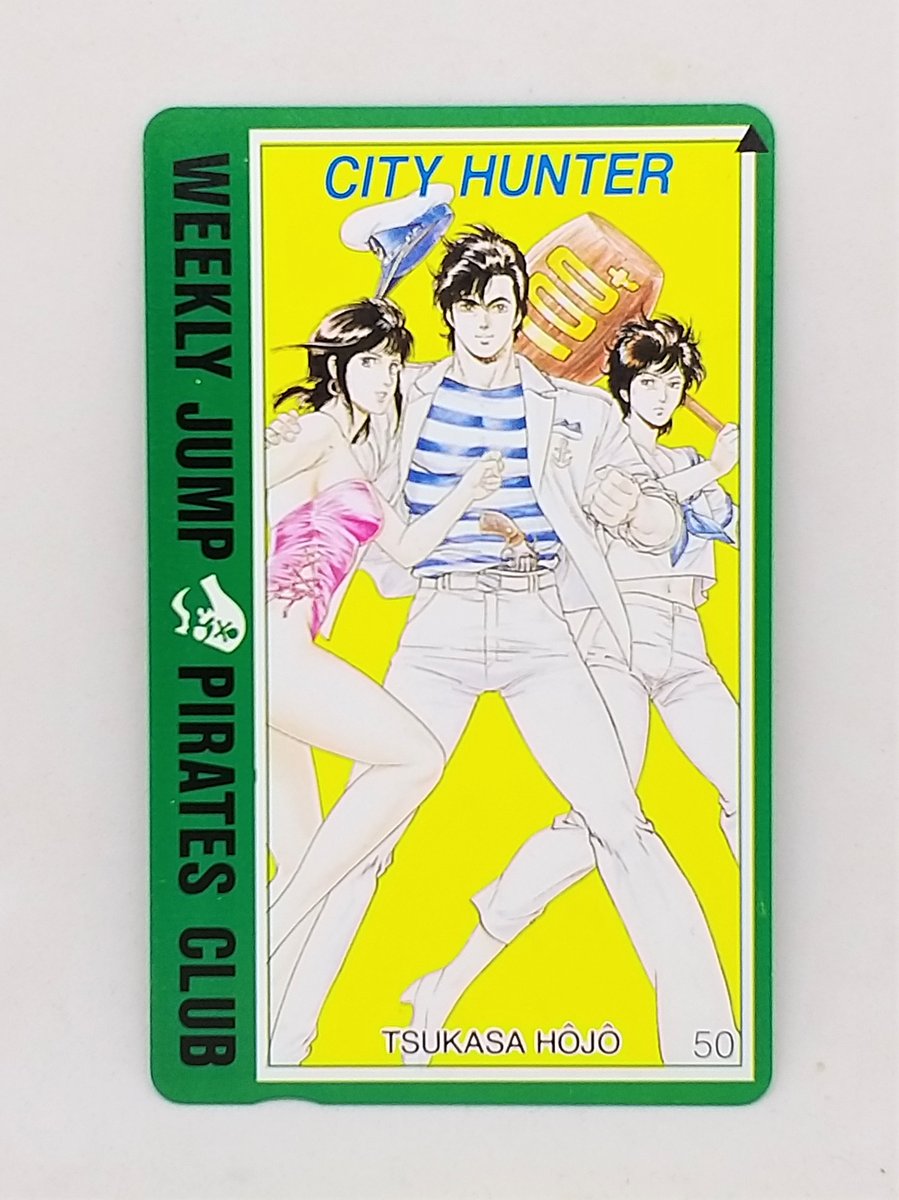 CITY HUNTER
100t
WEEKLY JUMP PIRATES CLUB
TSUKASA HÔJÔ
50